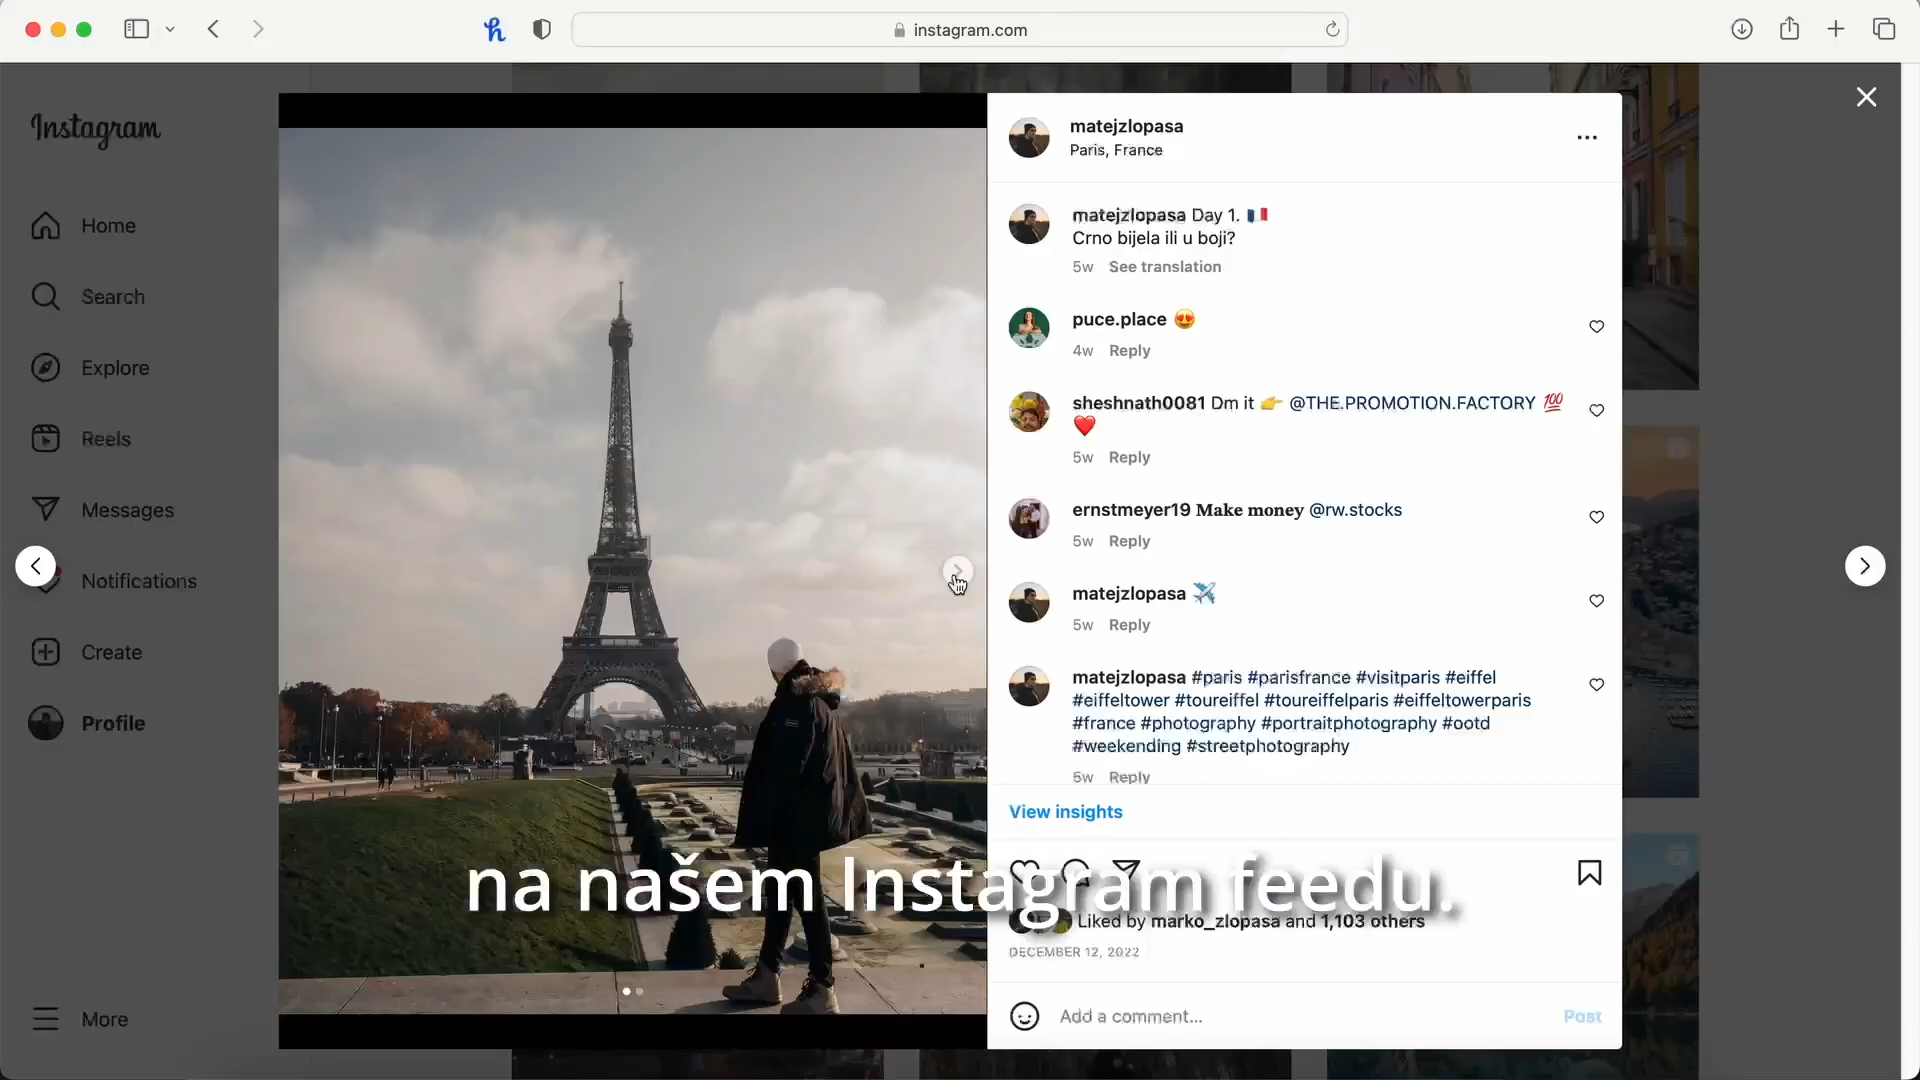 instagram.com
Instagram
Home
Search
Explore
Reels
Messages
Notifications
Create
Profile
More
matejzlopasa
Paris, France
matejzlopasa Day 1. 🇫🇷
Crno bijela ili u boji?
5w See translation
puce.place 😍
4w Reply
sheshnath0081 Dm it 👉 @THE.PROMOTION.FACTORY 💯
❤️
5w Reply
ernstmeyer19 Make money @rw.stocks
5w Reply
matejzlopasa ✈️
5w Reply
matejzlopasa #paris #parisfrance #visitparis #eiffel
#eiffeltower #toureiffel #toureiffelparis #eiffeltowerparis
#france #photography #portraitphotography #ootd
#weekending #streetphotography
5w Reply
View insights
na našem Instagram feedu.
Liked by marko_zlopasa and 1,103 others
DECEMBER 12, 2022
Add a comment...
Post